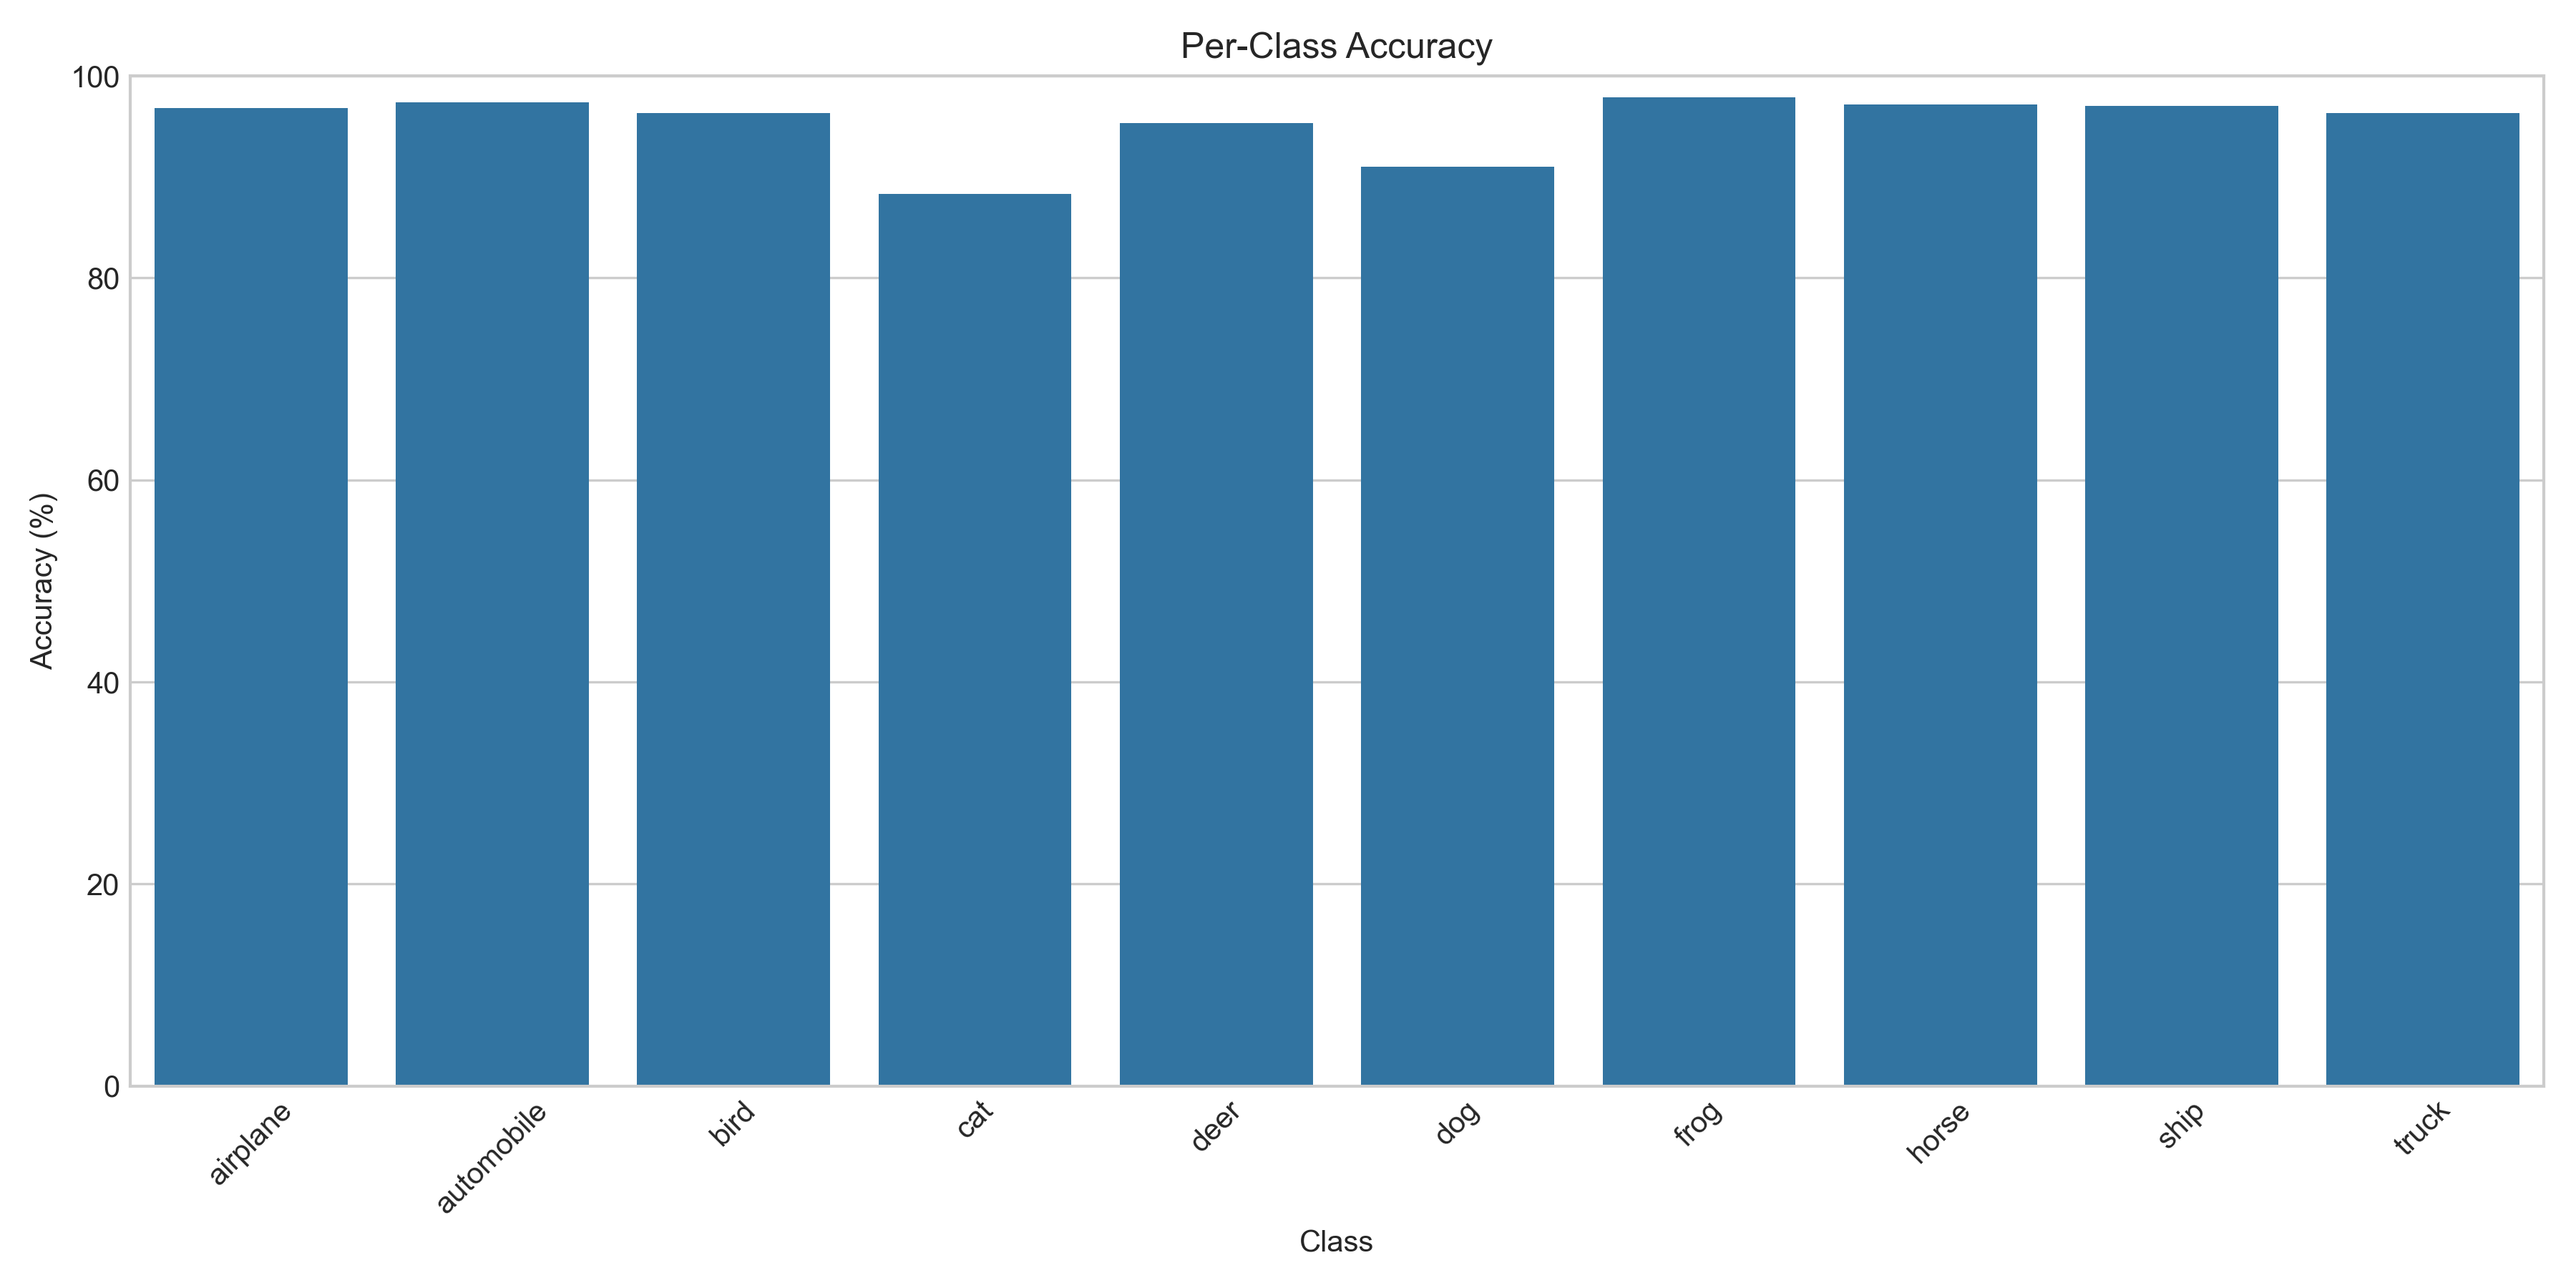 Per-Class Accuracy
100
80
60
40
20
0
Accuracy (%)
airplane
automobile
bird
cat
deer
dog
frog
horse
ship
truck
Class